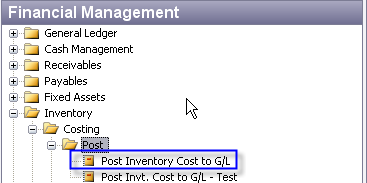 Financial Management
General Ledger
Cash Management
Receivables
Payables
Fixed Assets
Inventory
Costing
Post
Post Inventory Cost to G/L
Post Invt. Cost to G/L - Test